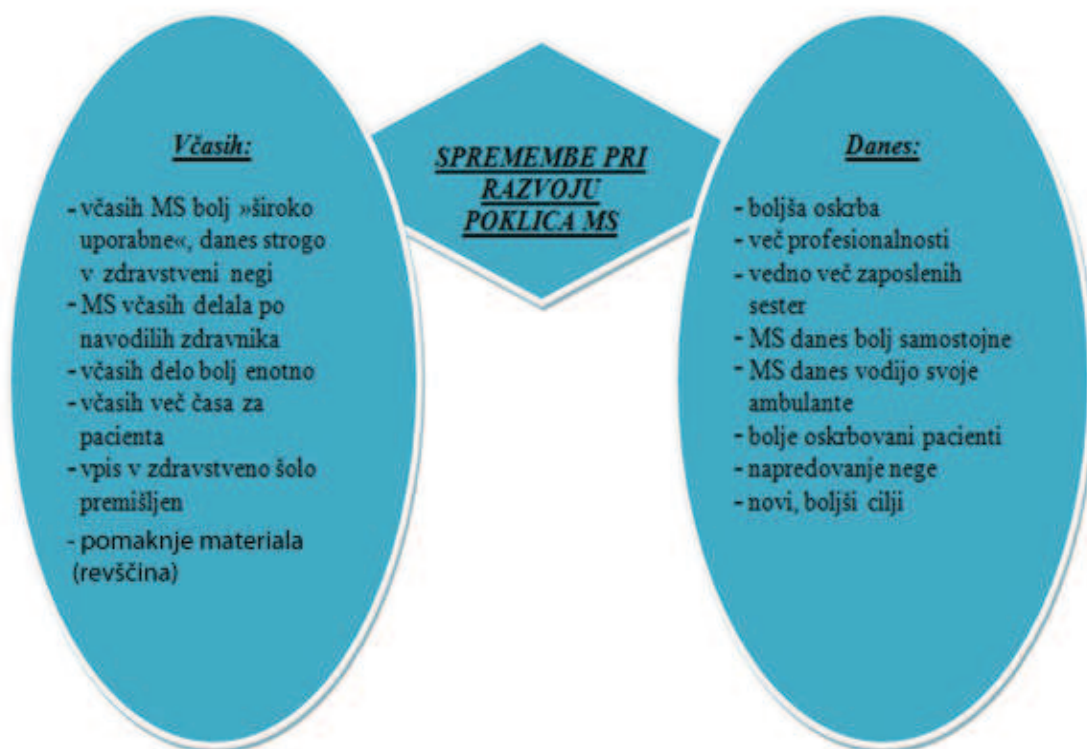 Včasih:
- včasih MS bolj »široko
uporabne«, danes strogo
v zdravstveni negi
- MS včasih delala po
navodilih zdravnika
- včasih delo bolj enotno
- včasih več časa za
pacienta
- vpis v zdravstveno šolo
premišljen
- pomaknje materiala
(revščina)
SPREMEMBE PRI
RAZVOJU
POKLICA MS
Danes:
- boljša oskrba
- več profesionalnosti
- vedno več zaposlenih
sester
- MS danes bolj samostojne
- MS danes vodijo svoje
ambulante
- bolje oskrbovani pacienti
- napredovanje nege
- novi, boljši cilji